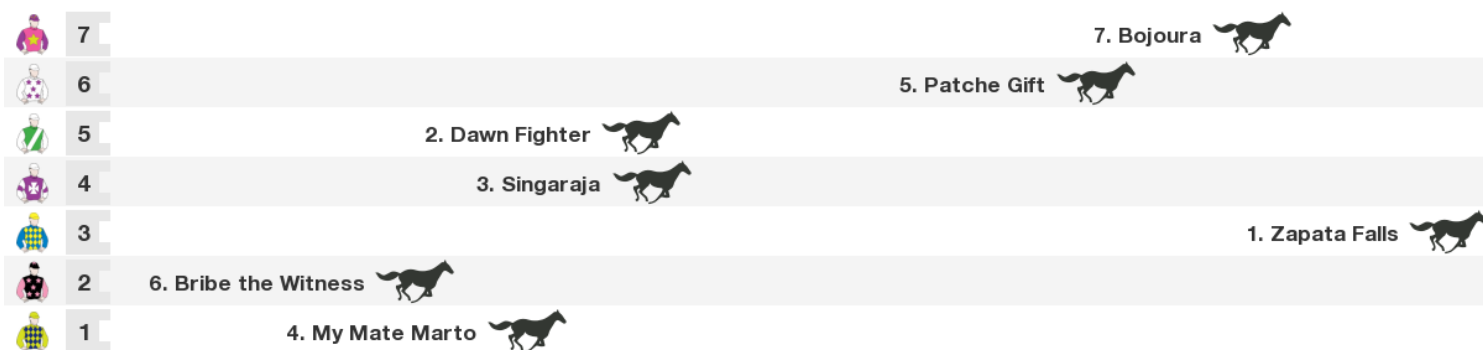 7 7. Bojoura
6 5. Patche Gift
5 2. Dawn Fighter
4 3. Singaraja
3 1. Zapata Falls
2 6. Bribe the Witness
1 4. My Mate Marto